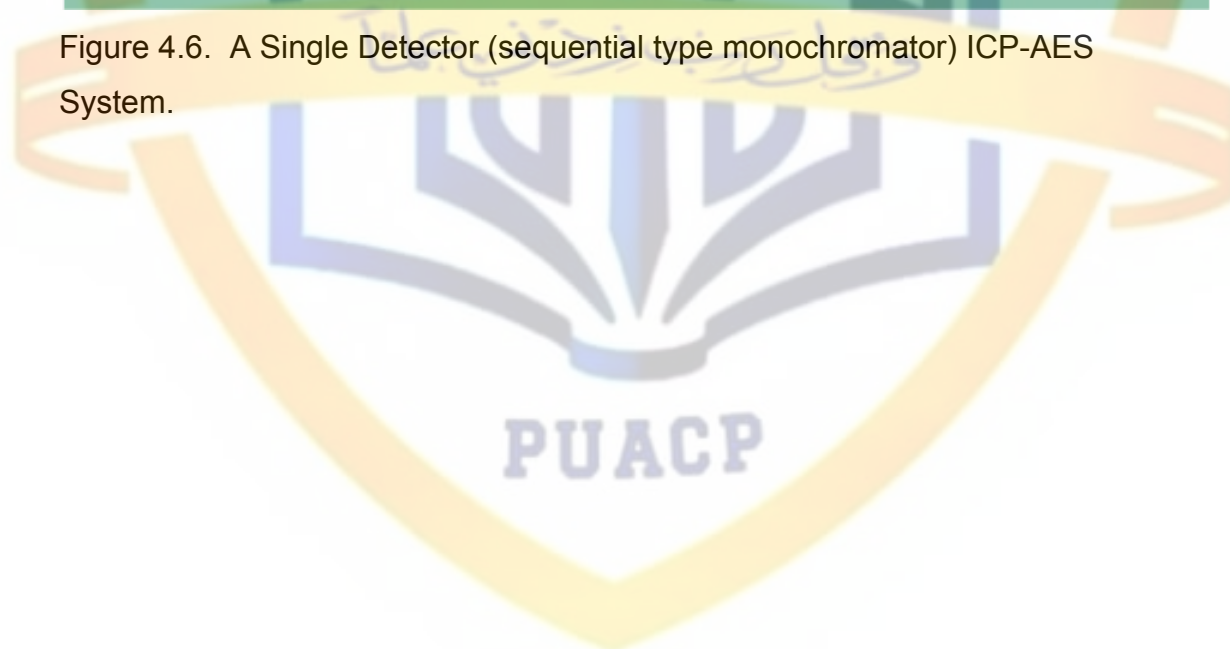 Figure 4.6.  A Single Detector (sequential type monochromator) ICP-AES
System.
PUACP